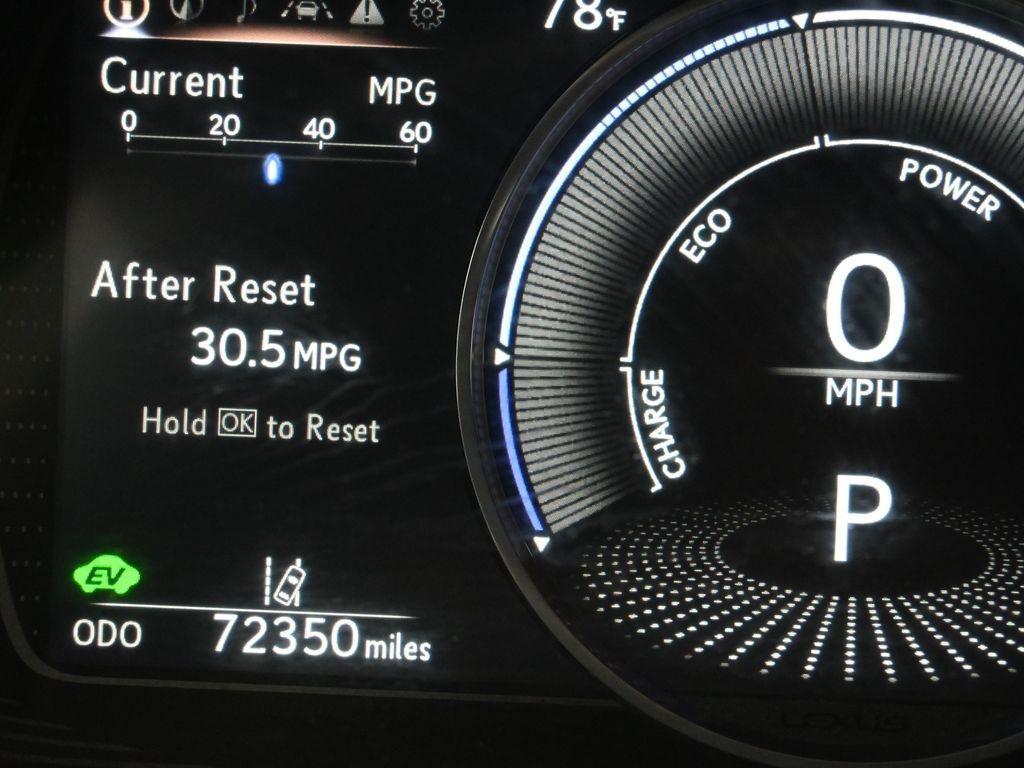 78°F
Current MPG
0 20 40 60
After Reset
30.5 MPG
Hold OK to Reset
EV
ODO 72350 miles
POWER
ECO
CHARGE
0
MPH
P
LEXUS